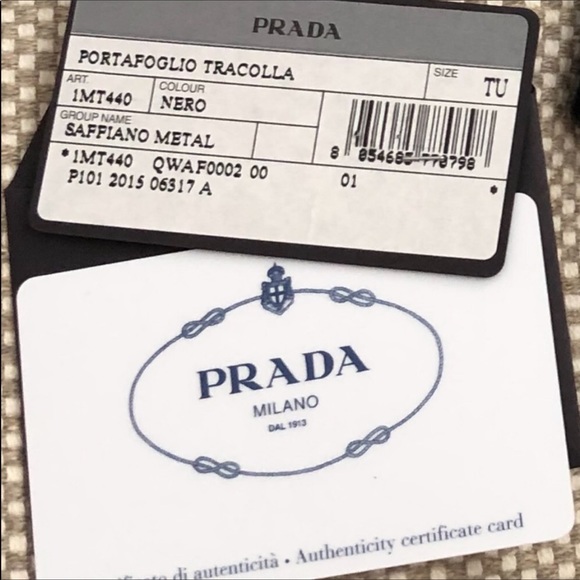 PRADA
PORTAFOGLIO TRACOLLA
SIZE TU
ART. 1MT440
COLOUR NERO
GROUP NAME
SAFFIANO METAL
*1MT440 QWAF0002 00
P101 2015 06317 A
01 *
PRADA
MILANO
DAL 1913
di autenticità • Authenticity certificate card